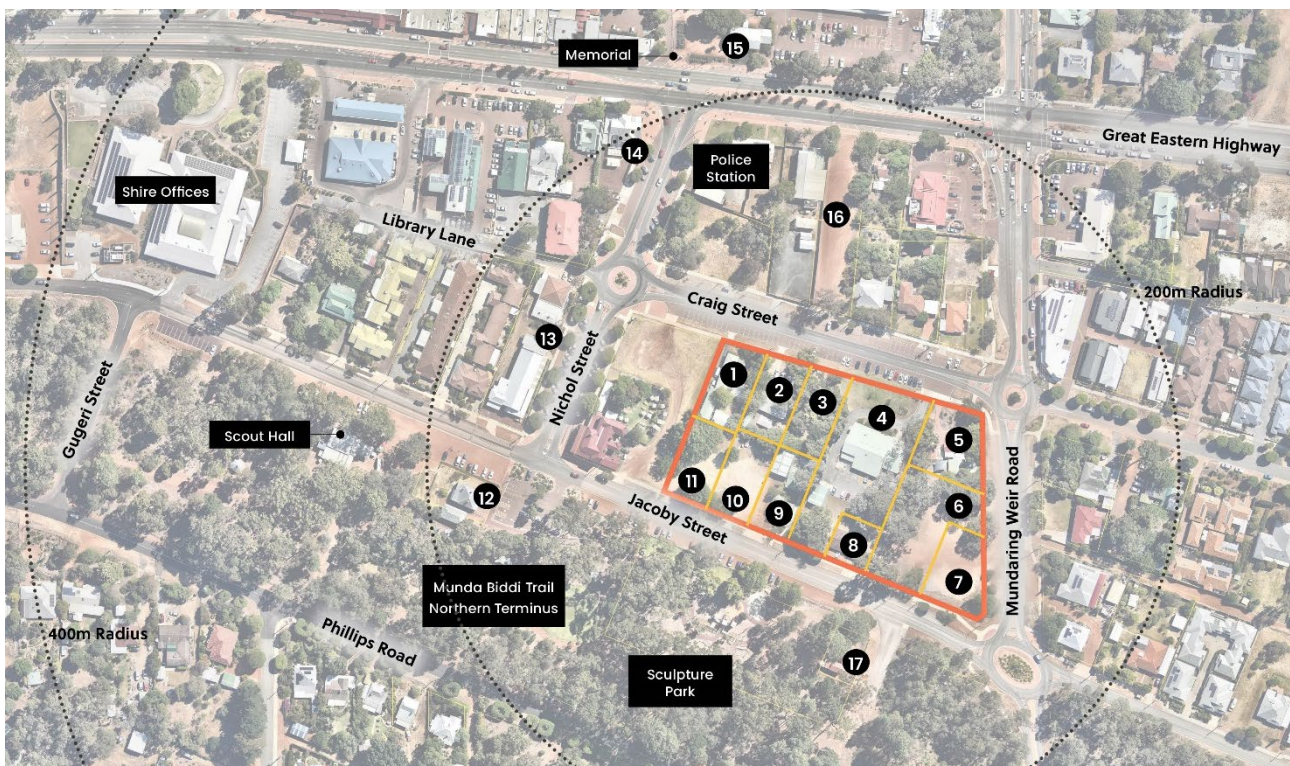 Memorial
15
Great Eastern Highway
14
Police
Station
Shire Offices
16
Library Lane
200m Radius
Craig Street
13
Nichol Street
1
2
3
4
5
Gugeri Street
Scout Hall
Mundaring Weir Road
12
11
10
9
6
Jacoby Street
8
7
Munda Biddi Trail
Northern Terminus
400m Radius
Phillips Road
17
Sculpture
Park